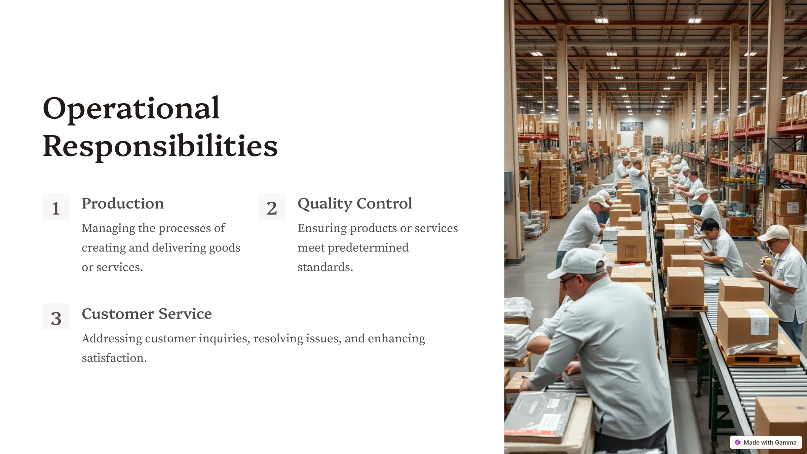 Operational
Responsibilities
1
Production
Managing the processes of
creating and delivering goods
or services.
2
Quality Control
Ensuring products or services
meet predetermined
standards.
3
Customer Service
Addressing customer inquiries, resolving issues, and enhancing
satisfaction.
Made with Gamma